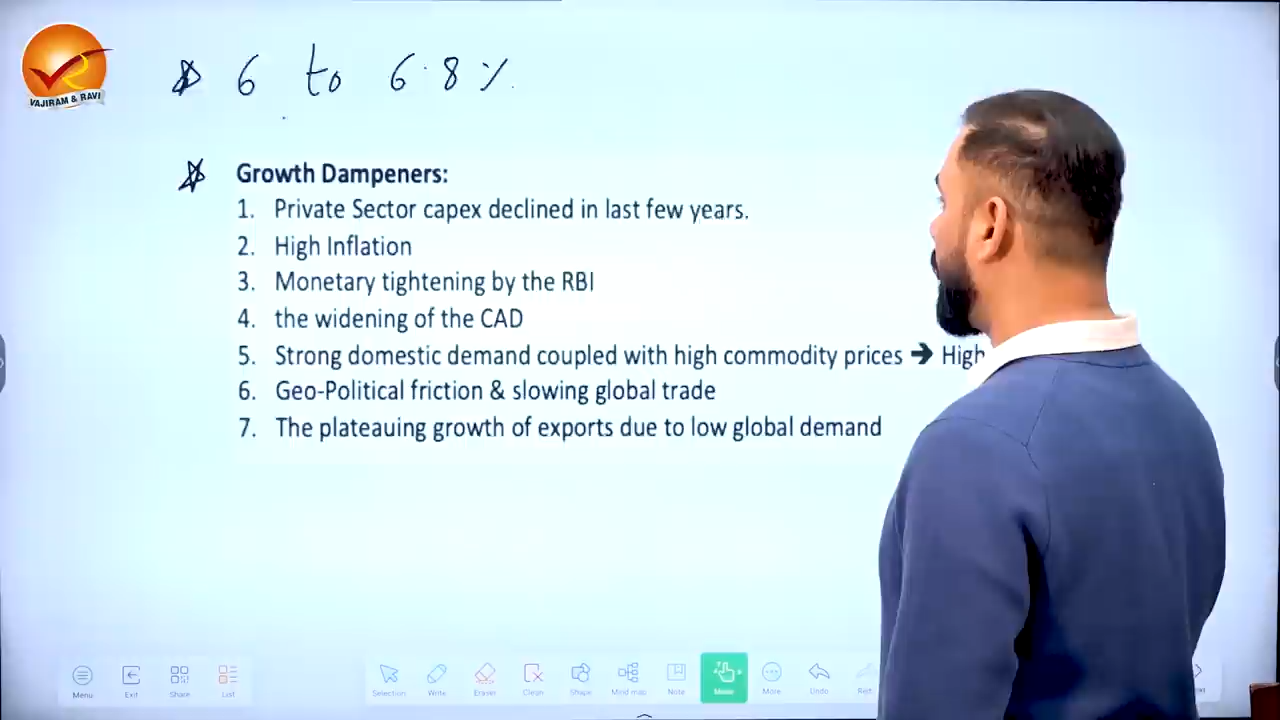 6 to 6.8 %
VAJIRAM & RAVI
Growth Dampeners:
1. Private Sector capex declined in last few years.
2. High Inflation
3. Monetary tightening by the RBI
4. the widening of the CAD
5. Strong domestic demand coupled with high commodity prices ➔ High
6. Geo-Political friction & slowing global trade
7. The plateauing growth of exports due to low global demand
Menu Exit Share List Selection Write Eraser Clean Shape Mind map Note More Undo